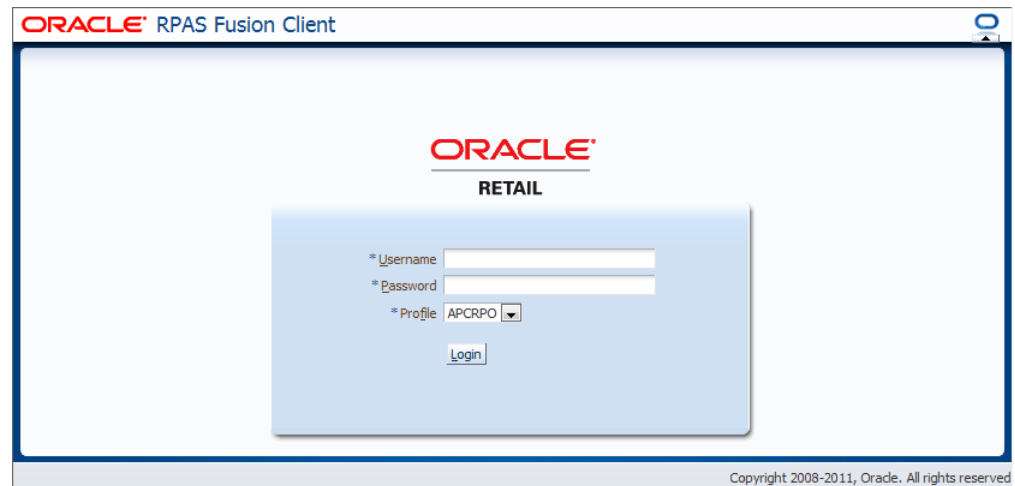 ORACLE RPAS Fusion Client
ORACLE
RETAIL
* Username
* Password
* Profile APCRPO
Login
Copyright 2008-2011, Oracle. All rights reserved